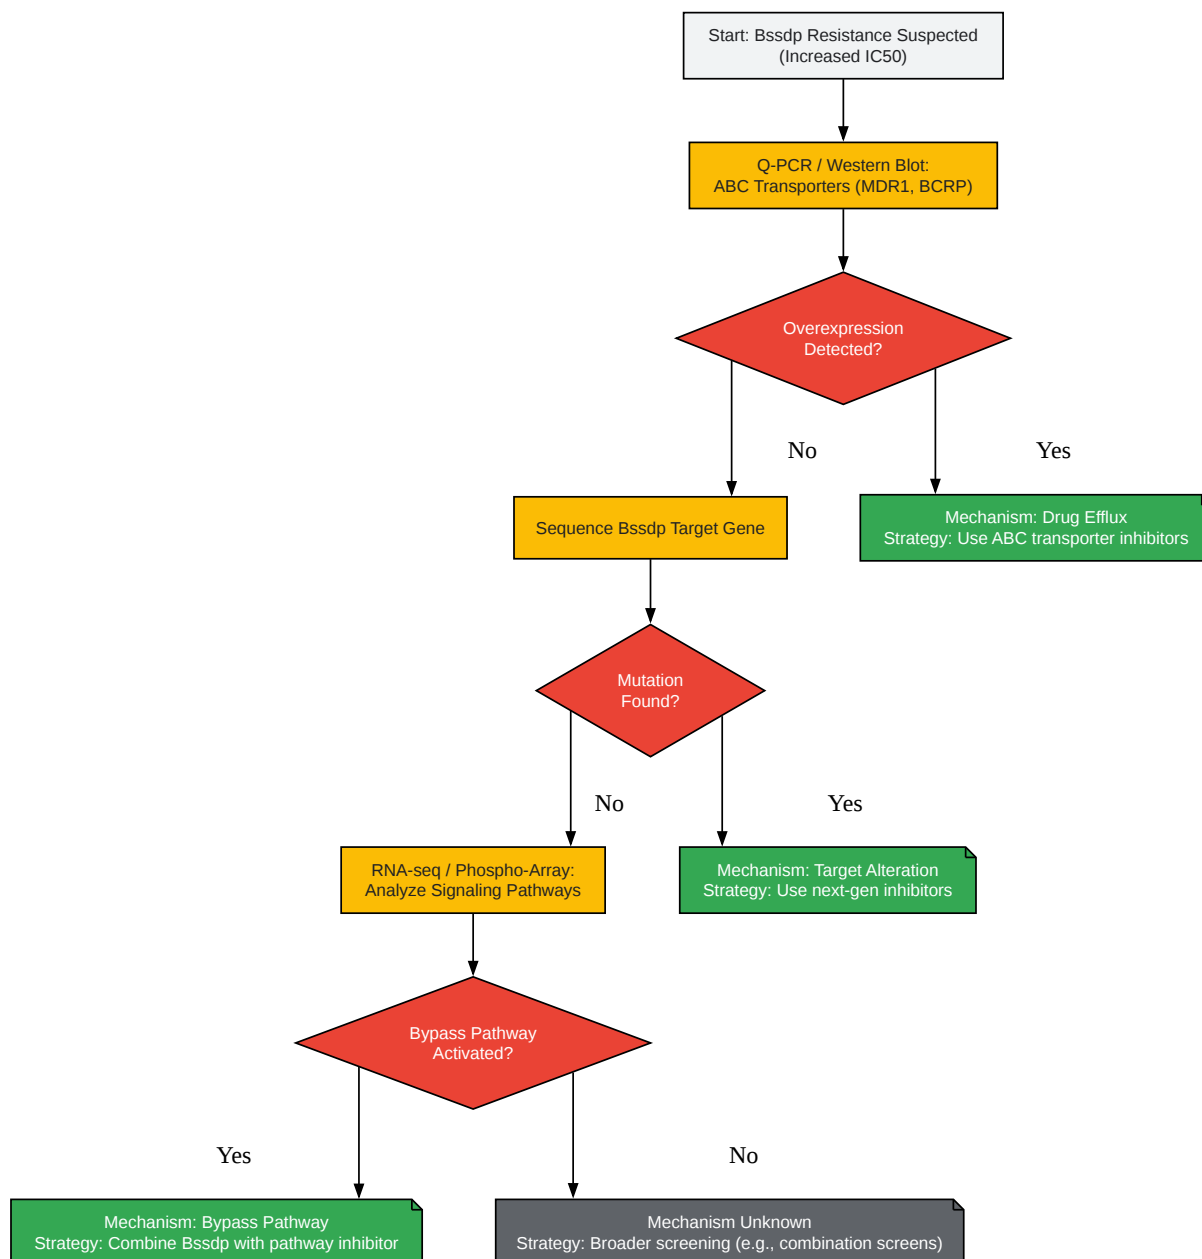 Start: Bssdp Resistance Suspected
(Increased IC50)
Q-PCR / Western Blot:
ABC Transporters (MDR1, BCRP)
Overexpression
Detected?
No
Yes
Sequence Bssdp Target Gene
Mechanism: Drug Efflux
Strategy: Use ABC transporter inhibitors
Mutation
Found?
No
Yes
RNA-seq / Phospho-Array:
Analyze Signaling Pathways
Mechanism: Target Alteration
Strategy: Use next-gen inhibitors
Bypass Pathway
Activated?
Yes
No
Mechanism: Bypass Pathway
Strategy: Combine Bssdp with pathway inhibitor
Mechanism Unknown
Strategy: Broader screening (e.g., combination screens)